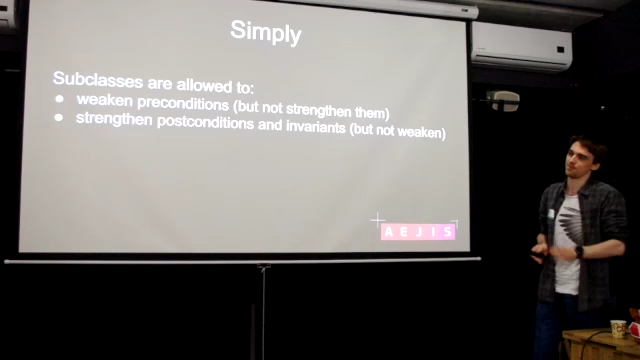 Simply
Subclasses are allowed to:
● weaken preconditions (but not strengthen them)
● strengthen postconditions and invariants (but not weaken)
AEJIS